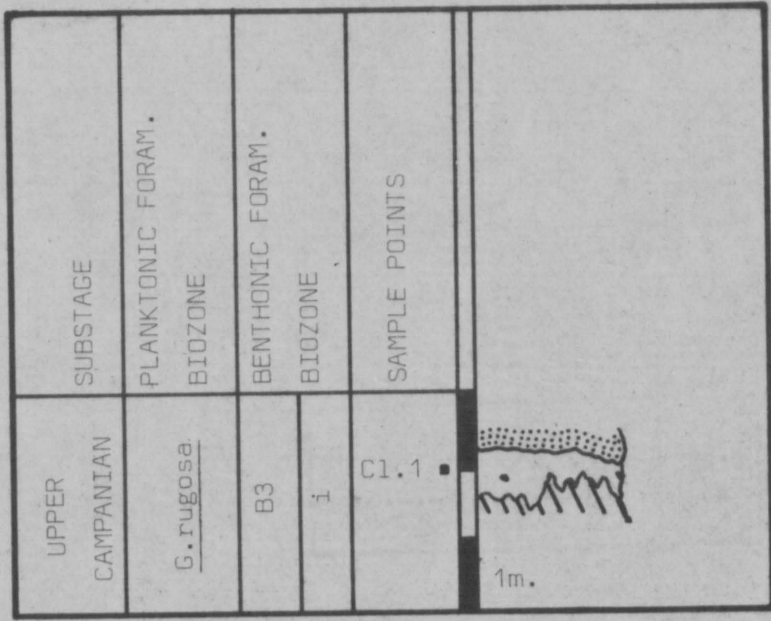 SUBSTAGE
PLANKTONIC FORAM.
BIOZONE
BENTHONIC FORAM.
BIOZONE
SAMPLE POINTS
UPPER
CAMPANIAN
G.rugosa
B3
i
Cl.1
1m.